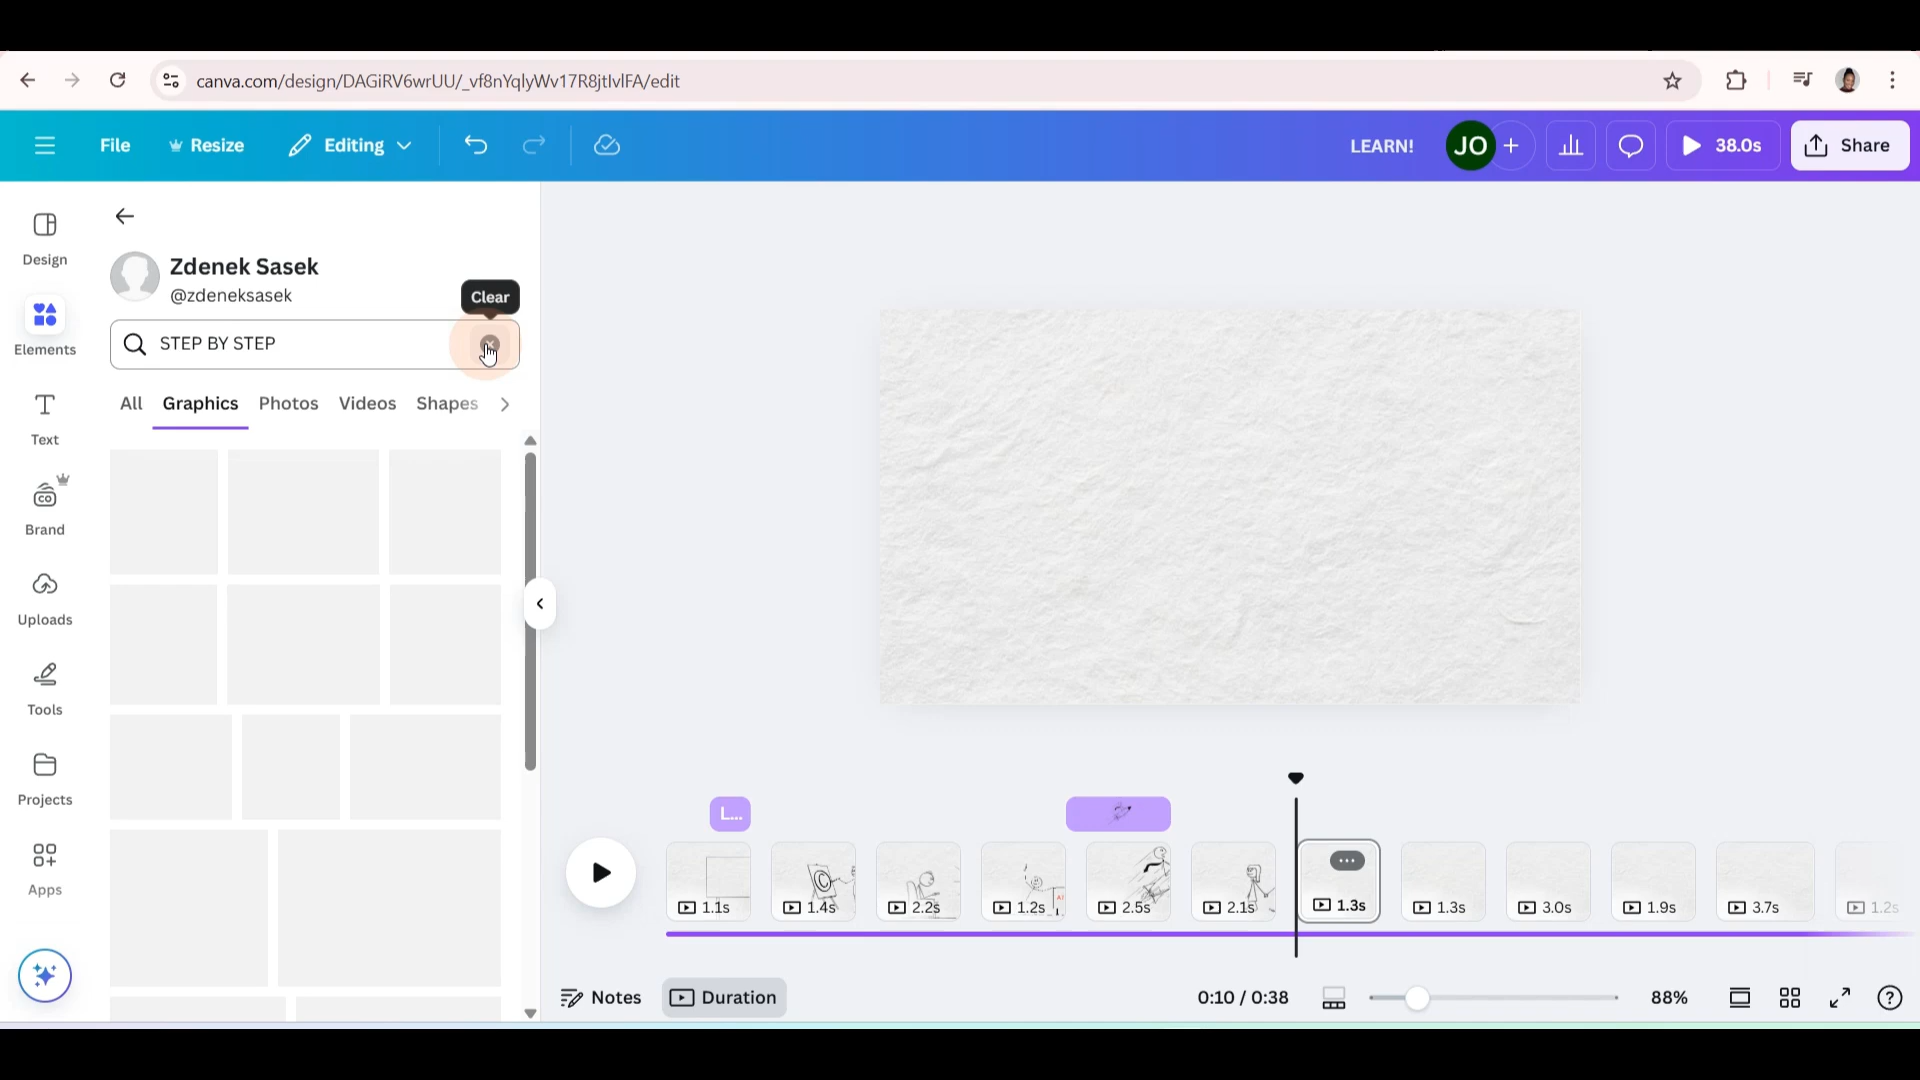 canva.com/design/DAGiRV6wrUU/_vf8nYqlyWv17R8jtlvlFA/edit
File
Resize
Editing
LEARN!
JO
38.0s
Share
Design
Elements
Text
Brand
Uploads
Tools
Projects
Apps
Zdenek Sasek
@zdeneksasek
Clear
STEP BY STEP
All Graphics Photos Videos Shapes
L...
1.1s
1.4s
2.2s
1.2s
2.5s
2.1s
1.3s
1.3s
3.0s
1.9s
3.7s
1.2s
Notes
Duration
0:10 / 0:38
88%